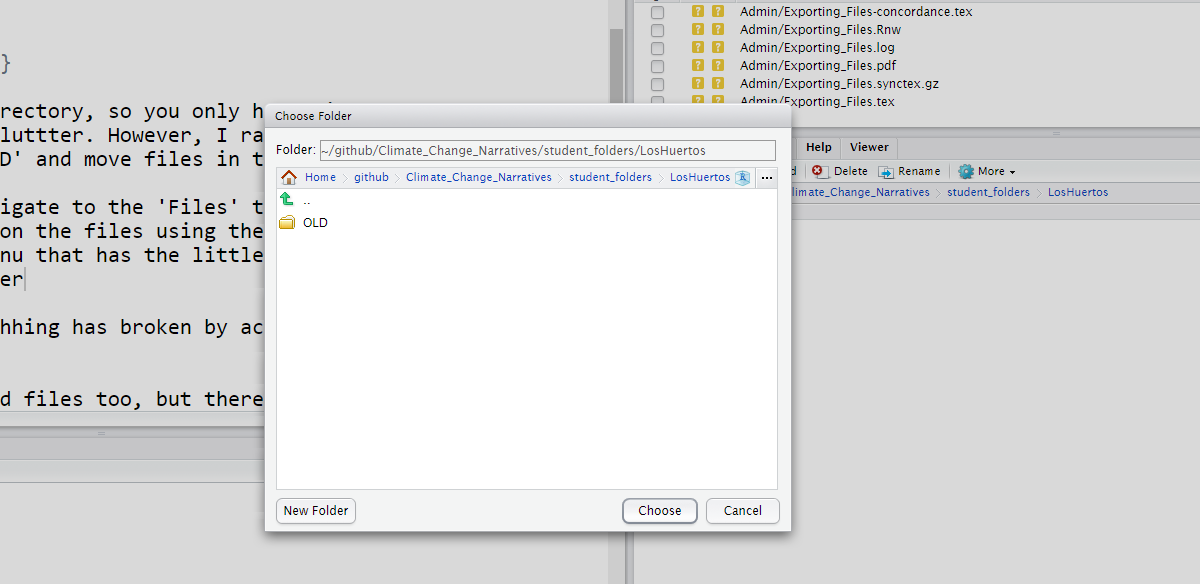 }
rectory, so you only h
luttter. However, I ra
D' and move files in t
igate to the 'Files' t
on the files using the
nu that has the little
er
hhing has broken by ac
d files too, but there
Admin/Exporting_Files-concordance.tex
Admin/Exporting_Files.Rnw
Admin/Exporting_Files.log
Admin/Exporting_Files.pdf
Admin/Exporting_Files.synctex.gz
Admin/Exporting_Files.tex
Choose Folder
Folder: ~/github/Climate_Change_Narratives/student_folders/LosHuertos
Home github Climate_Change_Narratives student_folders LosHuertos ...
..
OLD
New Folder Choose Cancel
Help Viewer
d Delete Rename More
limate_Change_Narratives student_folders LosHuertos